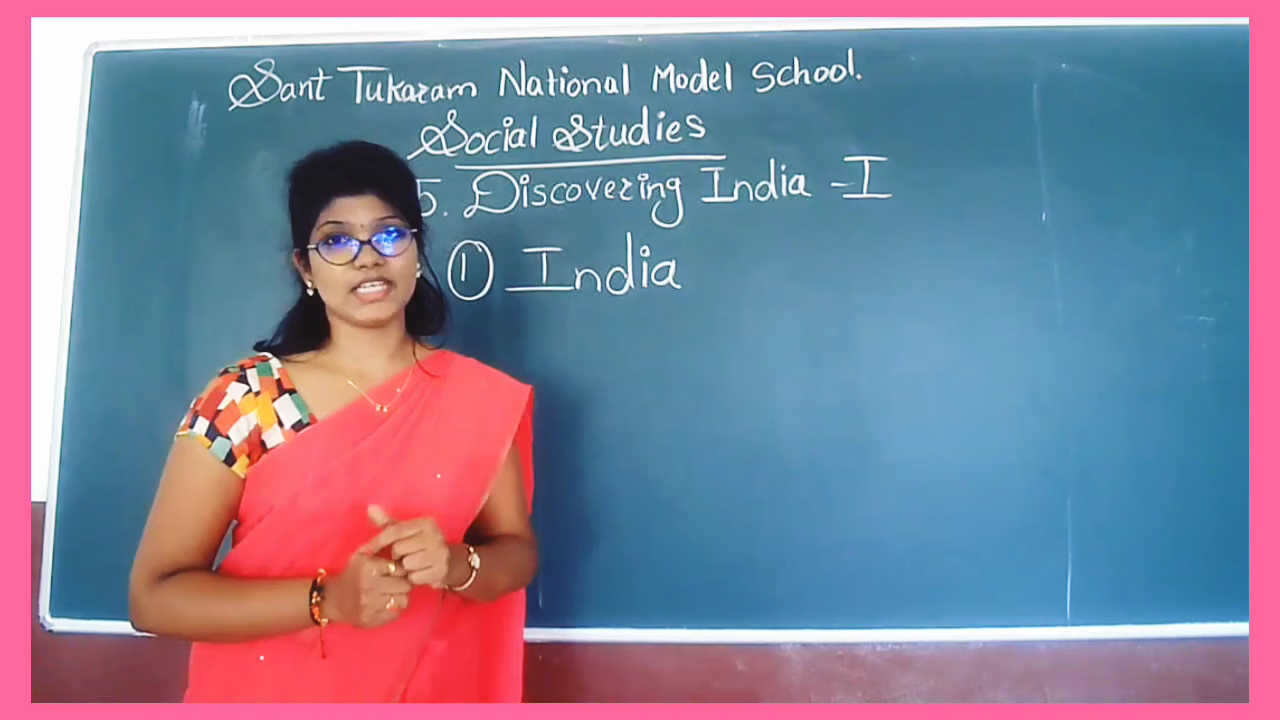 Sant Tukaram National Model School.
Social Studies
5. Discovering India - I
① India